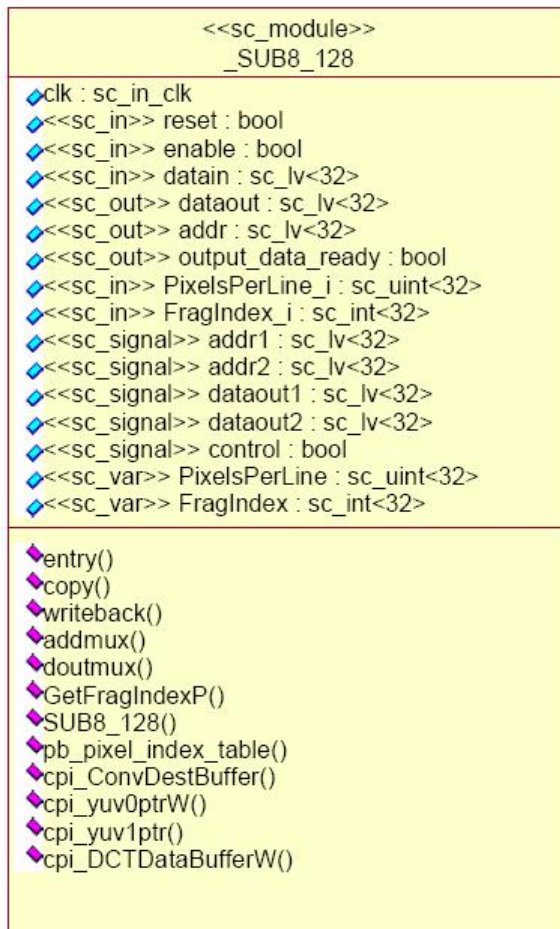 <<sc_module>>
_SUB8_128
clk : sc_in_clk
<<sc_in>> reset : bool
<<sc_in>> enable : bool
<<sc_in>> datain : sc_lv<32>
<<sc_out>> dataout : sc_lv<32>
<<sc_out>> addr : sc_lv<32>
<<sc_out>> output_data_ready : bool
<<sc_in>> PixelsPerLine_i : sc_uint<32>
<<sc_in>> FragIndex_i : sc_int<32>
<<sc_signal>> addr1 : sc_lv<32>
<<sc_signal>> addr2 : sc_lv<32>
<<sc_signal>> dataout1 : sc_lv<32>
<<sc_signal>> dataout2 : sc_lv<32>
<<sc_signal>> control : bool
<<sc_var>> PixelsPerLine : sc_uint<32>
<<sc_var>> FragIndex : sc_int<32>
entry()
copy()
writeback()
addmux()
doutmux()
GetFragIndexP()
SUB8_128()
pb_pixel_index_table()
cpi_ConvDestBuffer()
cpi_yuv0ptrW()
cpi_yuv1ptr()
cpi_DCTDataBufferW()